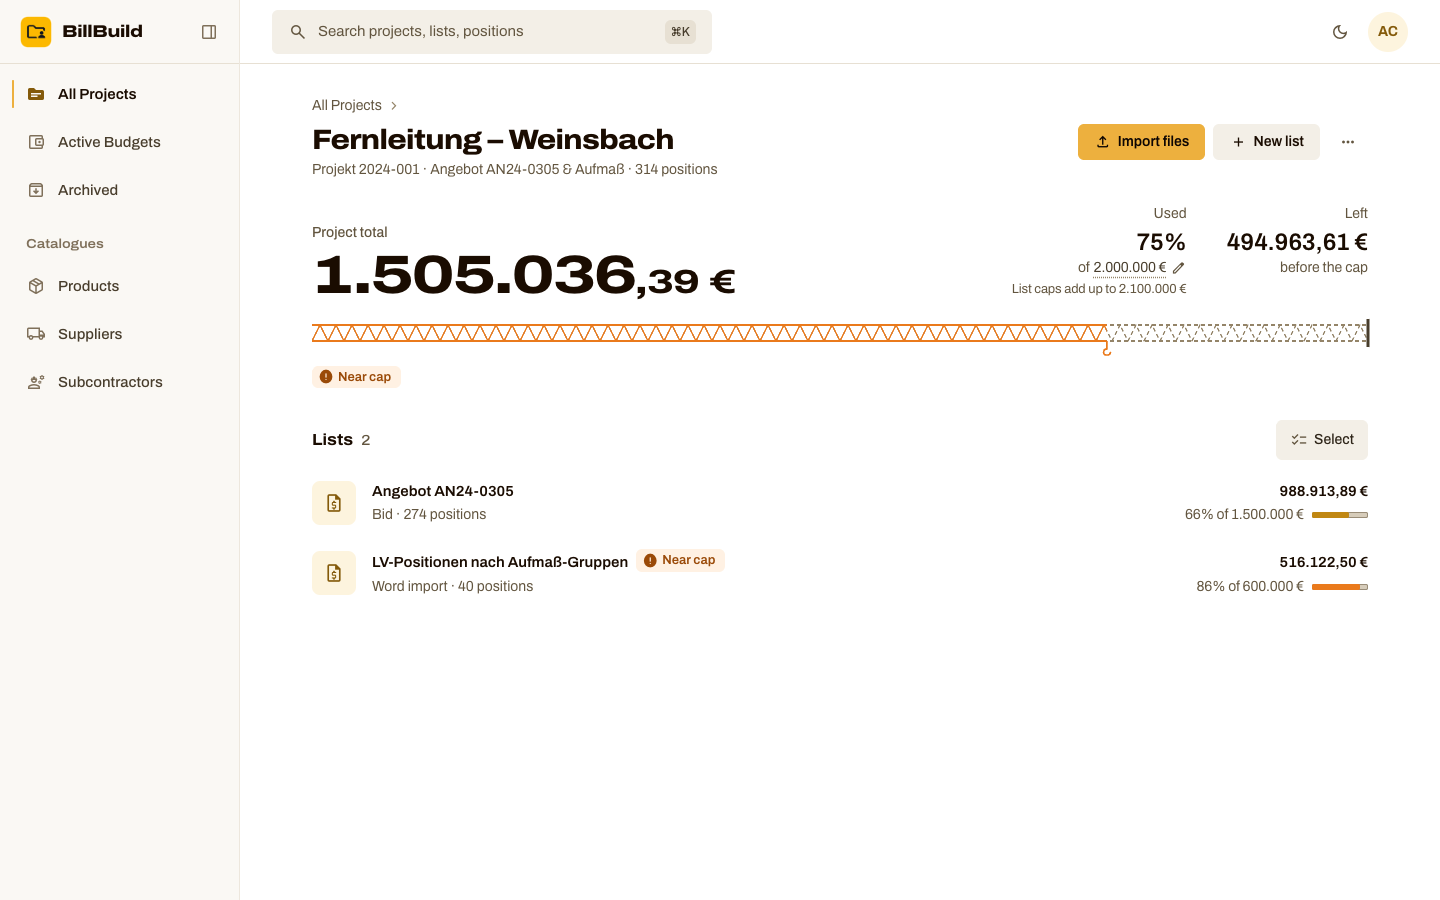 BillBuild
Search projects, lists, positions
⌘K
AC
All Projects
Active Budgets
Archived
Catalogues
Products
Suppliers
Subcontractors
All Projects
Fernleitung – Weinsbach
Projekt 2024-001 · Angebot AN24-0305 & Aufmaß · 314 positions
Import files
New list
Project total
1.505.036,39 €
Used
75%
of 2.000.000 €
List caps add up to 2.100.000 €
Left
494.963,61 €
before the cap
Near cap
Lists 2
Select
Angebot AN24-0305
988.913,89 €
Bid · 274 positions
66% of 1.500.000 €
LV-Positionen nach Aufmaß-Gruppen
Near cap
516.122,50 €
Word import · 40 positions
86% of 600.000 €